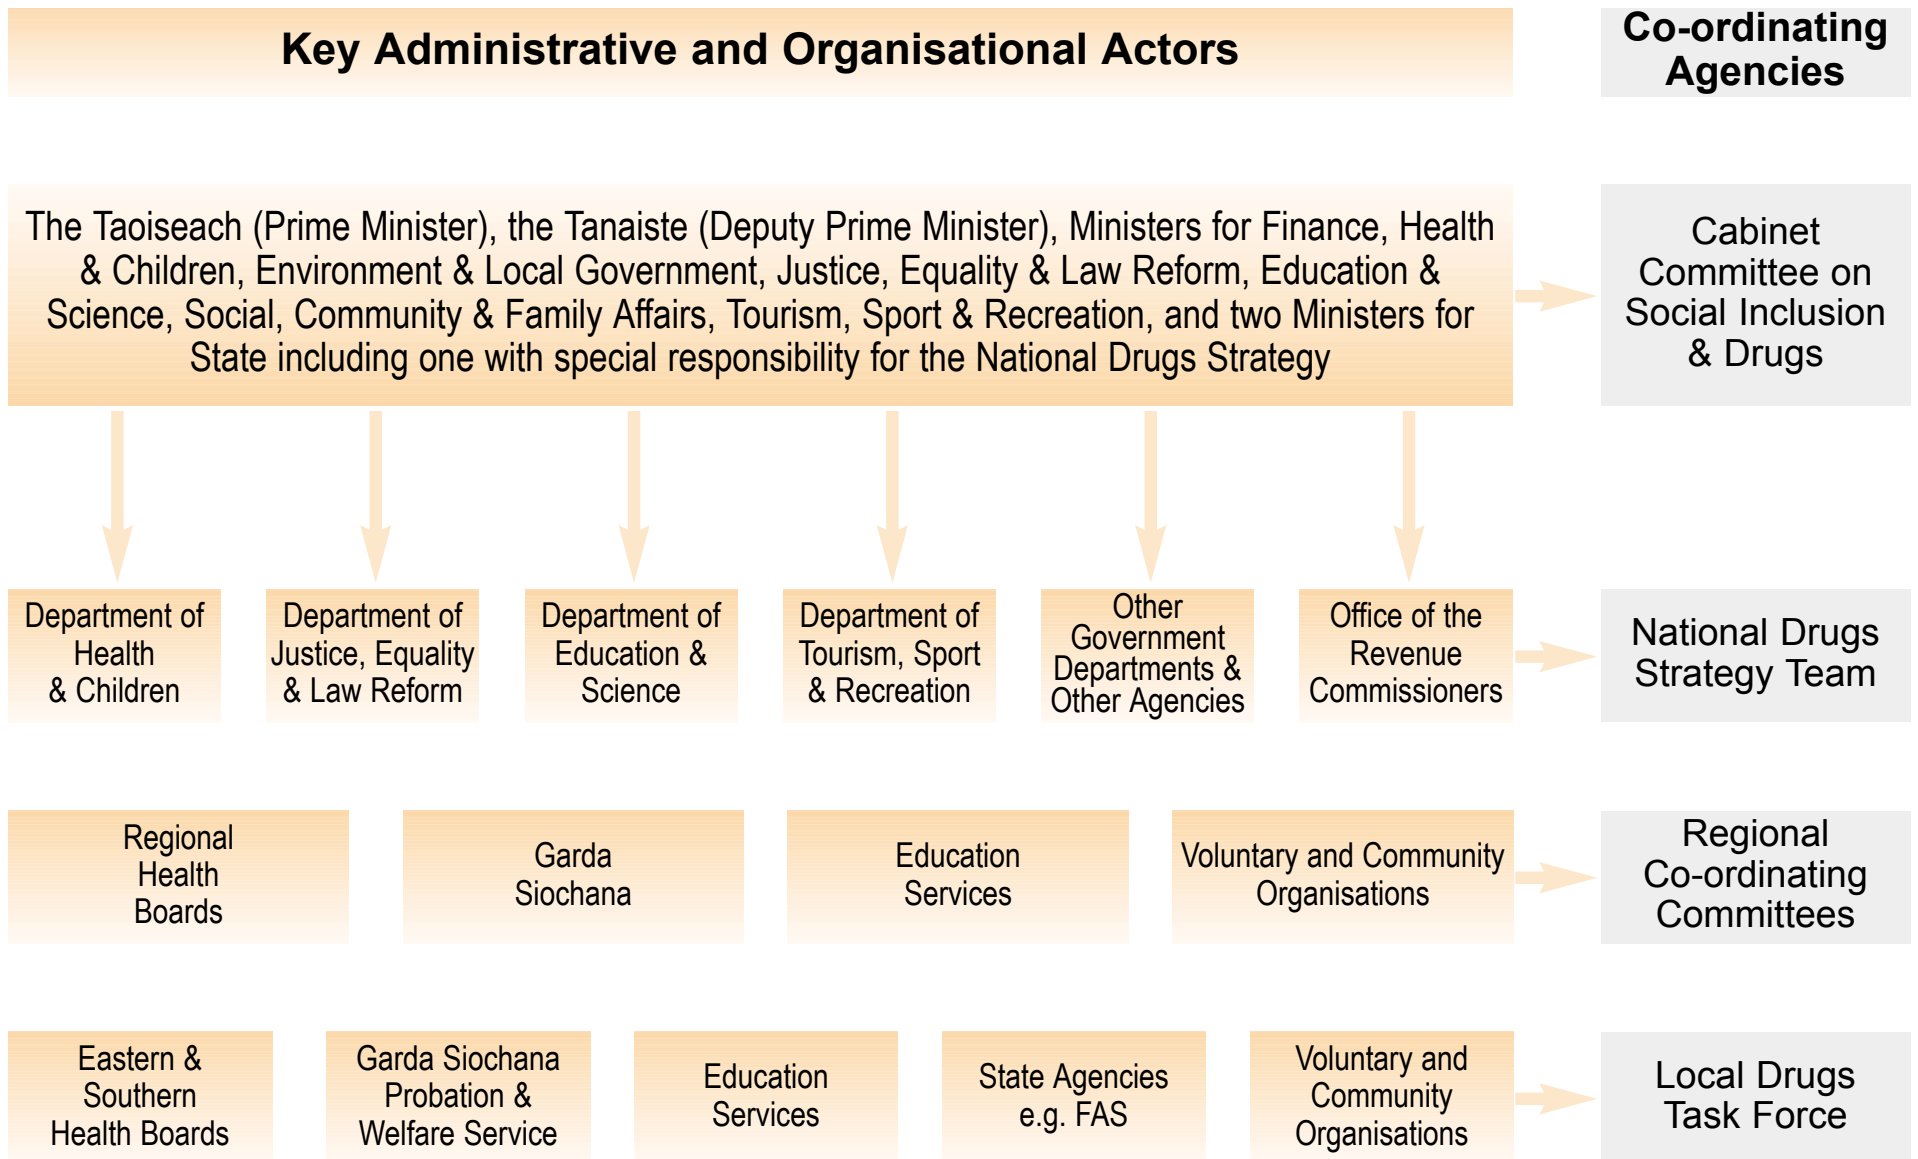 Key Administrative and Organisational Actors
Co-ordinating
Agencies
The Taoiseach (Prime Minister), the Tanaiste (Deputy Prime Minister), Ministers for Finance, Health
& Children, Environment & Local Government, Justice, Equality & Law Reform, Education &
Science, Social, Community & Family Affairs, Tourism, Sport & Recreation, and two Ministers for
State including one with special responsibility for the National Drugs Strategy
Cabinet
Committee on
Social Inclusion
& Drugs
Department of
Health
& Children
Department of
Justice, Equality
& Law Reform
Department of
Education &
Science
Department of
Tourism, Sport
& Recreation
Other
Government
Departments &
Other Agencies
Office of the
Revenue
Commissioners
National Drugs
Strategy Team
Regional
Health
Boards
Garda
Siochana
Education
Services
Voluntary and Community
Organisations
Regional
Co-ordinating
Committees
Eastern &
Southern
Health Boards
Garda Siochana
Probation &
Welfare Service
Education
Services
State Agencies
e.g. FAS
Voluntary and
Community
Organisations
Local Drugs
Task Force